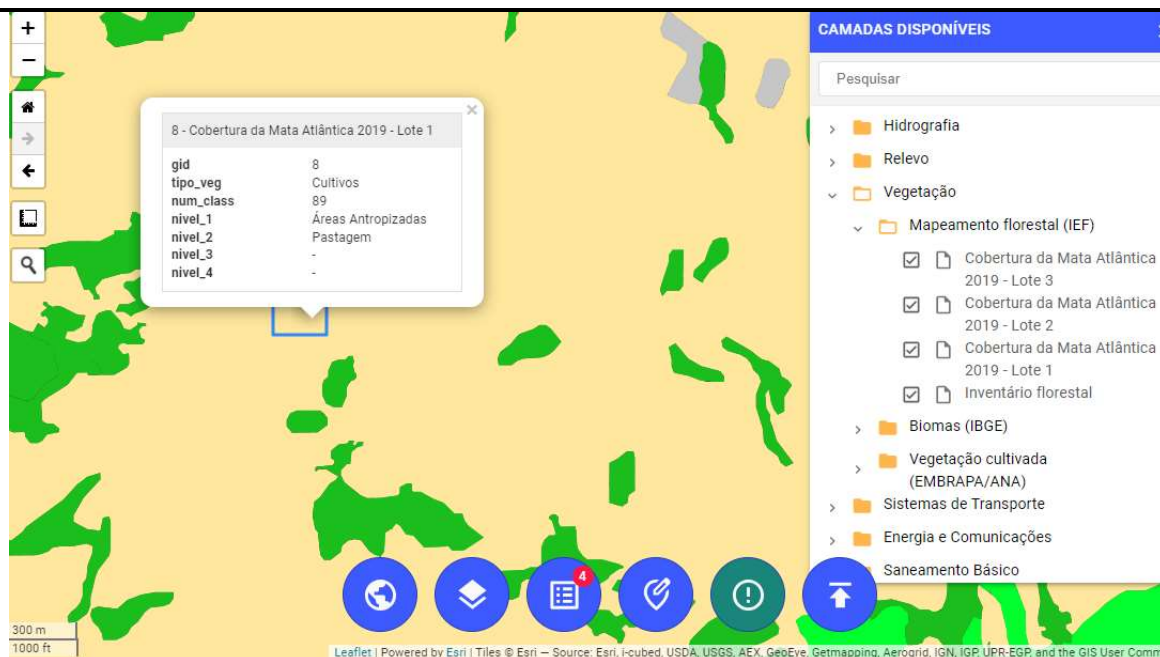 +
−
8 - Cobertura da Mata Atlântica 2019 - Lote 1
×
gid 8
tipo_veg Cultivos
num_class 89
nivel_1 Áreas Antropizadas
nivel_2 Pastagem
nivel_3 -
nivel_4 -
CAMADAS DISPONÍVEIS
Pesquisar
Hidrografia
Relevo
Vegetação
Mapeamento florestal (IEF)
Cobertura da Mata Atlântica
2019 - Lote 3
Cobertura da Mata Atlântica
2019 - Lote 2
Cobertura da Mata Atlântica
2019 - Lote 1
Inventário florestal
Biomas (IBGE)
Vegetação cultivada
(EMBRAPA/ANA)
Sistemas de Transporte
Energia e Comunicações
Saneamento Básico
4
300 m
1000 ft
Leaflet | Powered by Esri | Tiles © Esri — Source: Esri, i-cubed, USDA, USGS, AEX, GeoEye, Getmapping, Aerogrid, IGN, IGP, UPR-EGP, and the GIS User Comm